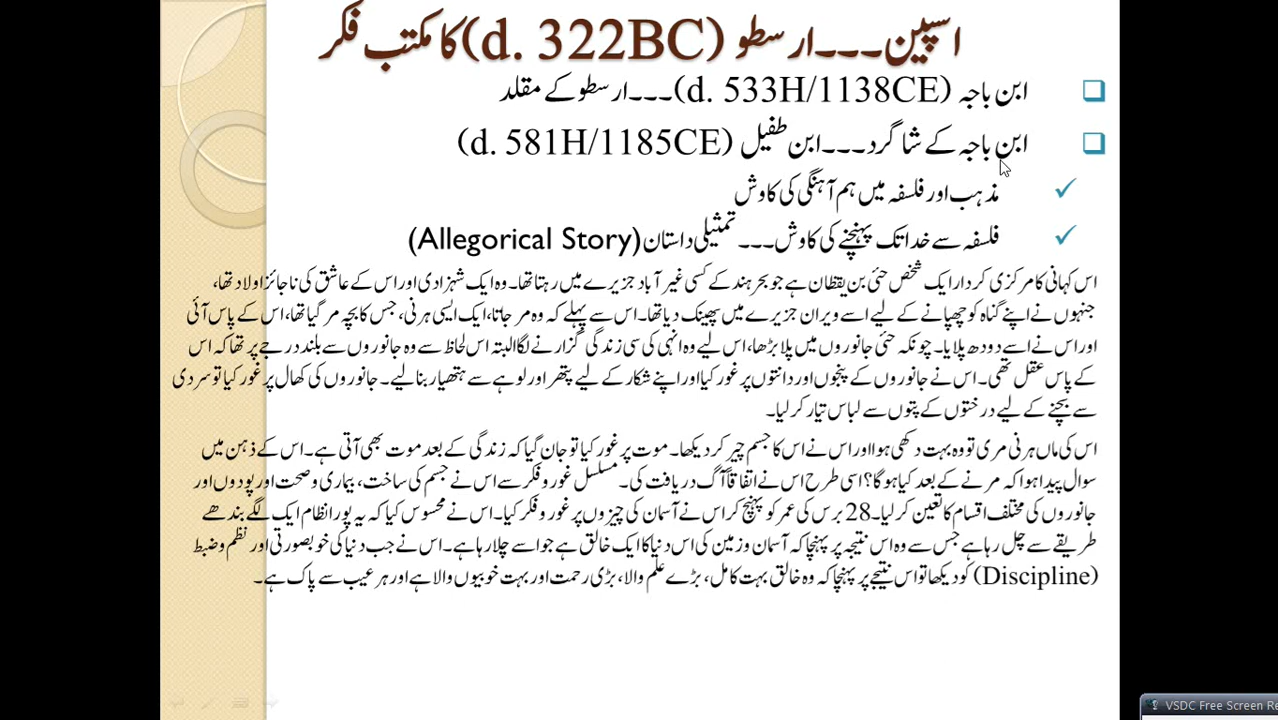 اسپین۔۔۔ارسطو (d. 322BC) کا مکتب فکر
ابن باجہ (d. 533H/1138CE)۔۔۔ارسطو کے مقلد
ابن باجہ کے شاگرد۔۔۔ابن طفیل (d. 581H/1185CE)
مذہب اور فلسفہ میں ہم آہنگی کی کاوش
فلسفہ سے خدا تک پہنچنے کی کاوش۔۔۔ تمثیلی داستان (Allegorical Story)
اس کہانی کا مرکزی کردار ایک شخص حئی بن یقظان ہے جو بحر ہند کے کسی غیر آباد جزیرے میں رہتا تھا۔ وہ ایک شہزادی اور اس کے عاشق کی ناجائز اولاد تھا،
جنہوں نے اپنے گناہ کو چھپانے کے لیے اسے ویران جزیرے میں پھینک دیا تھا۔ اس سے پہلے کہ وہ مر جاتا، ایک ایسی ہرنی، جس کا بچہ مر گیا تھا، اس کے پاس آئی
اور اس نے اسے دودھ پلایا۔ چونکہ حئی جانوروں میں پلا بڑھا، اس لیے وہ انہی کی سی زندگی گزارنے لگا البتہ اس لحاظ سے وہ جانوروں سے بلند درجے پر تھا کہ اس
کے پاس عقل تھی۔ اس نے جانوروں کے پنجوں اور دانتوں پر غور کیا اور اپنے شکار کے لیے پتھر اور لوہے سے ہتھیار بنا لیے۔ جانوروں کی کھال پر غور کیا تو سردی
سے بچنے کے لیے درختوں کے پتوں سے لباس تیار کر لیا۔
اس کی ماں ہرنی مری تو وہ بہت دکھی ہوا اور اس نے اس کا جسم چیر کر دیکھا۔ موت پر غور کیا تو جان گیا کہ زندگی کے بعد موت بھی آتی ہے۔ اس کے ذہن میں
سوال پیدا ہوا کہ مرنے کے بعد کیا ہوگا؟ اسی طرح اس نے اتفاقاً آگ دریافت کی۔ مسلسل غور و فکر سے اس نے جسم کی ساخت، بیماری و صحت اور پودوں اور
جانوروں کی مختلف اقسام کا تعین کر لیا۔ 28 برس کی عمر کو پہنچ کر اس نے آسمان کی چیزوں پر غور و فکر کیا۔ اس نے محسوس کیا کہ یہ پورا نظام ایک لگے بندھے
طریقے سے چل رہا ہے جس سے وہ اس نتیجہ پر پہنچا کہ آسمان و زمین کی اس دنیا کا ایک خالق ہے جو اسے چلا رہا ہے۔ اس نے جب دنیا کی خوبصورتی اور نظم و ضبط
(Discipline) کو دیکھا تو اس نتیجے پر پہنچا کہ وہ خالق بہت کامل، بڑے علم والا، بڑی رحمت اور بہت خوبیوں والا ہے اور ہر عیب سے پاک ہے۔
VSDC Free Screen Re